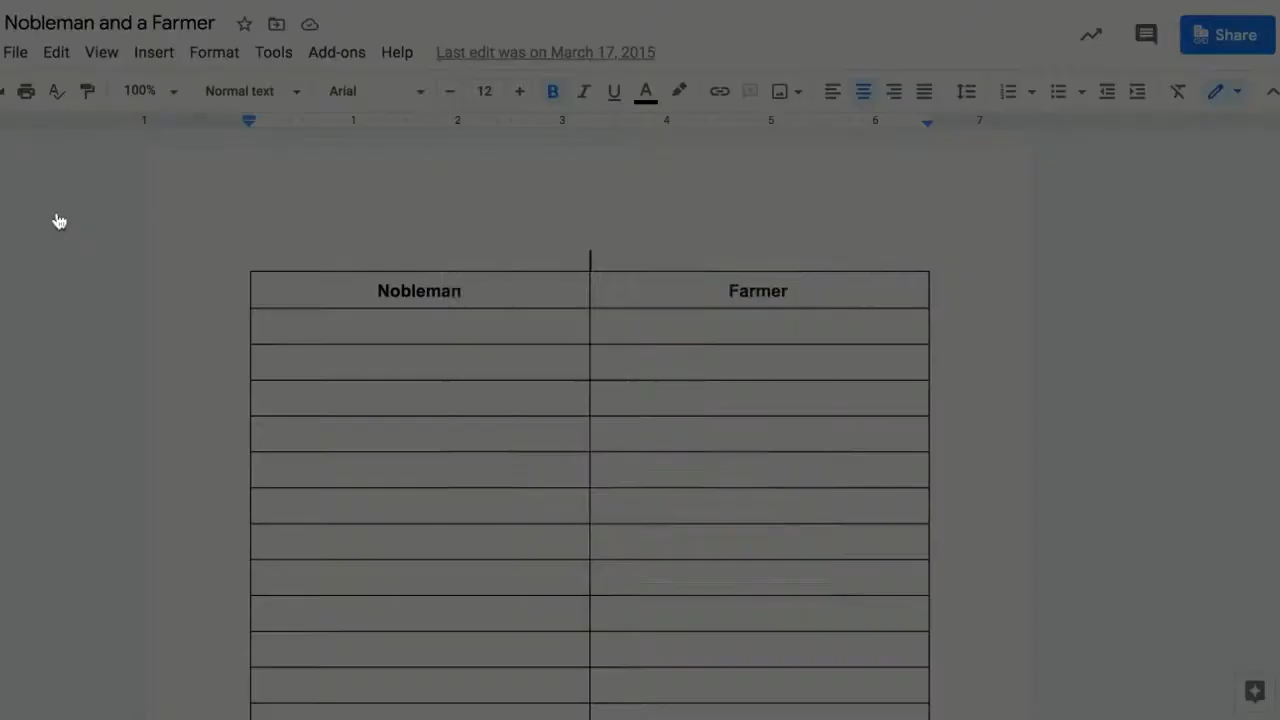 Nobleman and a Farmer
Share
File Edit View Insert Format Tools Add-ons Help Last edit was on March 17, 2015
100% Normal text Arial 12 B I U A
1 1 2 3 4 5 6 7
Nobleman Farmer